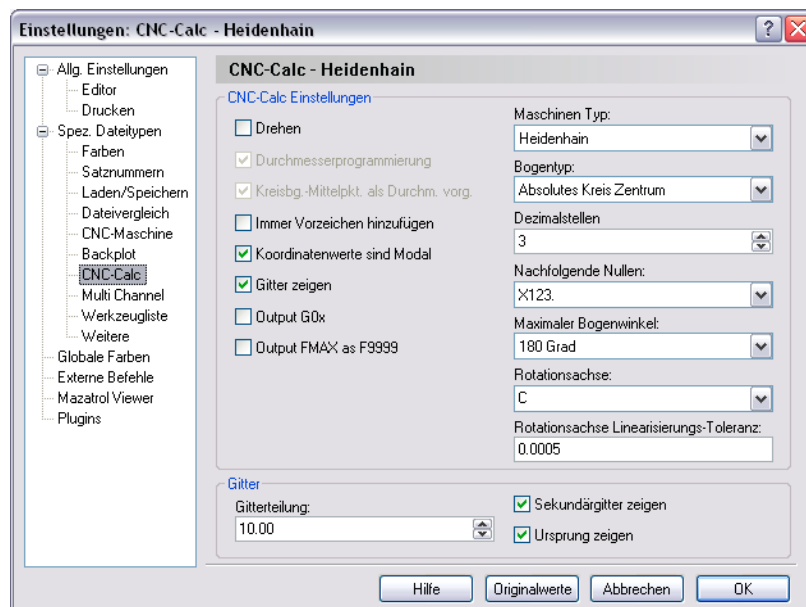 Einstellungen: CNC-Calc - Heidenhain
Allg. Einstellungen
Editor
Drucken
Spez. Dateitypen
Farben
Satznummern
Laden/Speichern
Dateivergleich
CNC-Maschine
Backplot
CNC-Calc
Multi Channel
Werkzeugliste
Weitere
Globale Farben
Externe Befehle
Mazatrol Viewer
Plugins
CNC-Calc - Heidenhain
CNC-Calc Einstellungen
Drehen
Durchmesserprogrammierung
Kreisbg.-Mittelpkt. als Durchm. vorg.
Immer Vorzeichen hinzufügen
Koordinatenwerte sind Modal
Gitter zeigen
Output G0x
Output FMAX as F9999
Maschinen Typ:
Heidenhain
Bogentyp:
Absolutes Kreis Zentrum
Dezimalstellen
3
Nachfolgende Nullen:
X123.
Maximaler Bogenwinkel:
180 Grad
Rotationsachse:
C
Rotationsachse Linearisierungs-Toleranz:
0.0005
Gitter
Gitterteilung:
10.00
Sekundärgitter zeigen
Ursprung zeigen
Hilfe
Originalwerte
Abbrechen
OK